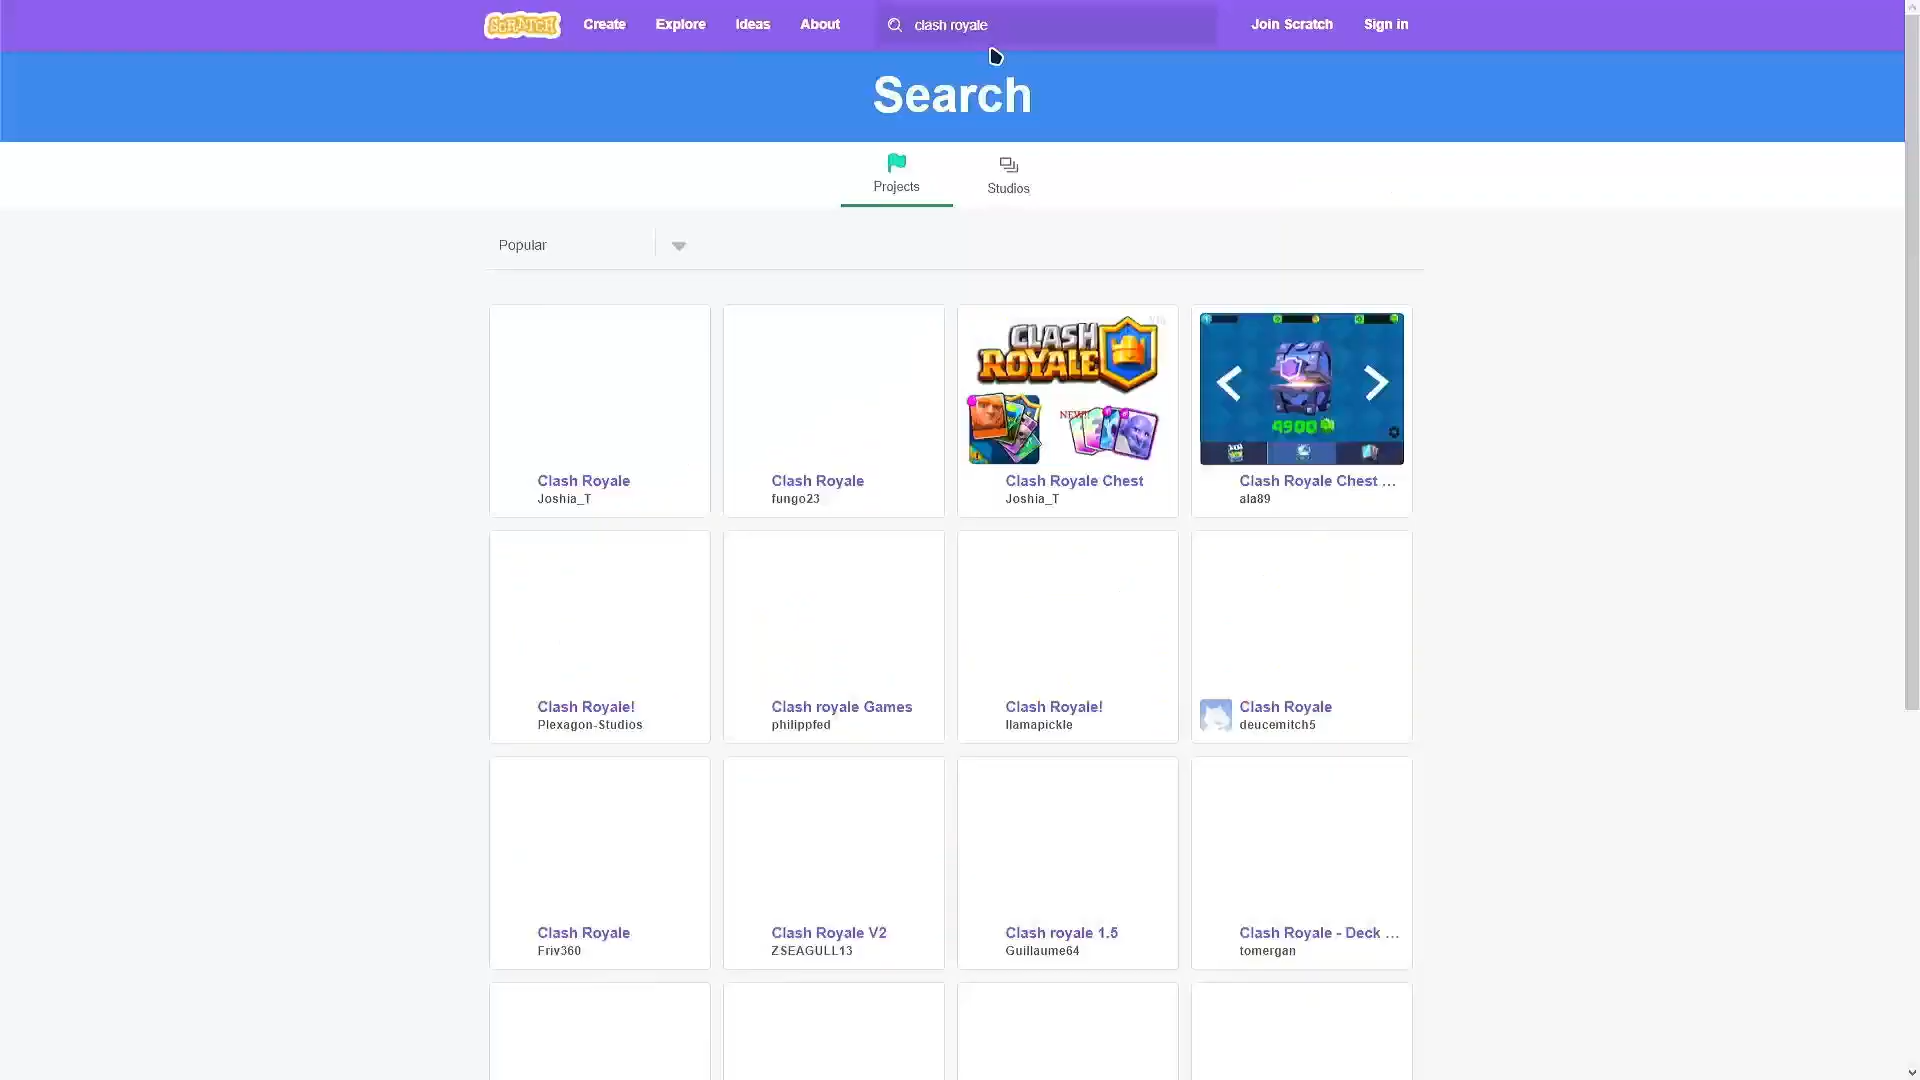 SCRATCH Create Explore Ideas About clash royale Join Scratch Sign in
Search
Projects Studios
Popular
CLASH
ROYALE
NEW!!
4900
Clash Royale
Joshia_T
Clash Royale
fungo23
Clash Royale Chest
Joshia_T
Clash Royale Chest ...
ala89
Clash Royale!
Plexagon-Studios
Clash royale Games
philippfed
Clash Royale!
llamapickle
Clash Royale
deucemitch5
Clash Royale
Friv360
Clash Royale V2
ZSEAGULL13
Clash royale 1.5
Guillaume64
Clash Royale - Deck ...
tomergan